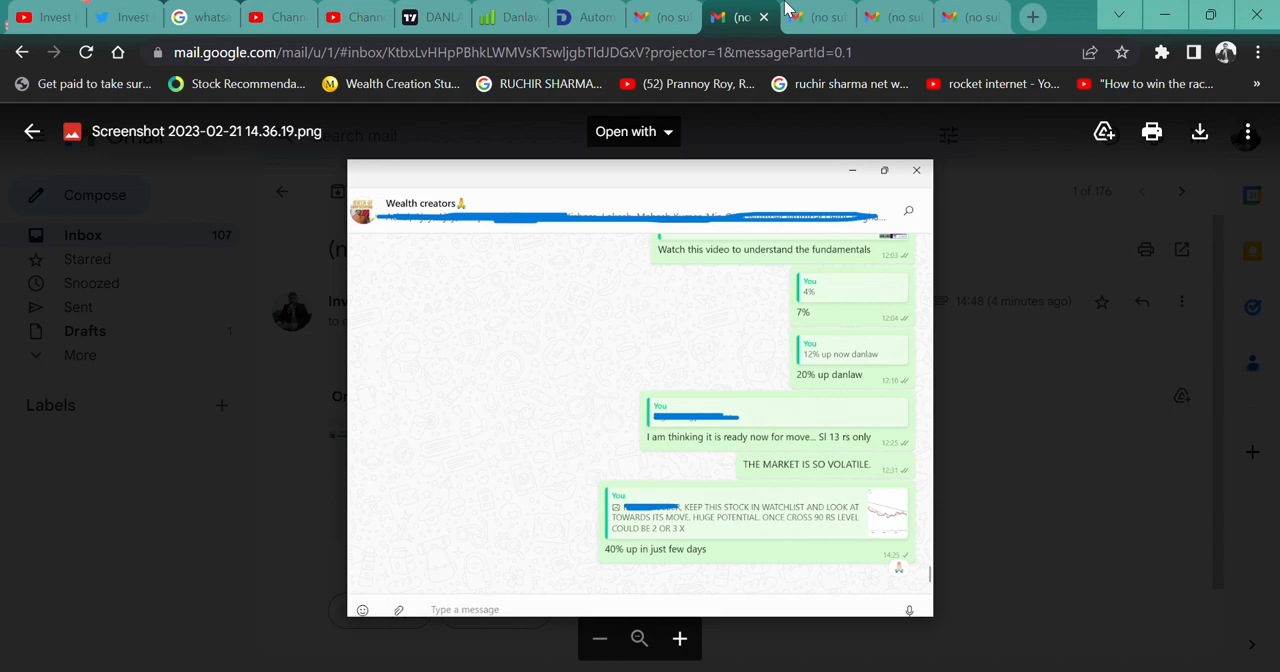 Invest
Invest
whatsa
Chann
Chann
DANLA
Danlaw
Autom
(no sul
(no
(no sul
(no sul
(no sul
mail.google.com/mail/u/1/#inbox/KtbxLvHHpPBhkLWMVsKTswljgbTldJDGxV?projector=1&messagePartId=0.1
Get paid to take sur...
Stock Recommenda...
Wealth Creation Stu...
RUCHIR SHARMA...
(52) Prannoy Roy, R...
ruchir sharma net w...
rocket internet - Yo...
"How to win the rac...
»
Screenshot 2023-02-21 14.36.19.png
Open with
Compose
1 of 176
Inbox 107
Starred
Snoozed
Sent
Drafts 1
More
Labels
14:48 (4 minutes ago)
Wealth creators
Watch this video to understand the fundamentals
12:03
You
4%
7%
12:04
You
12% up now danlaw
20% up danlaw
12:10
You
I am thinking it is ready now for move... Sl 13 rs only
12:25
THE MARKET IS SO VOLATILE.
12:31
You
KEEP THIS STOCK IN WATCHLIST AND LOOK AT
TOWARDS ITS MOVE. HUGE POTENTIAL. ONCE CROSS 90 RS LEVEL
COULD BE 2 OR 3 X
40% up in just few days
14:25
Type a message